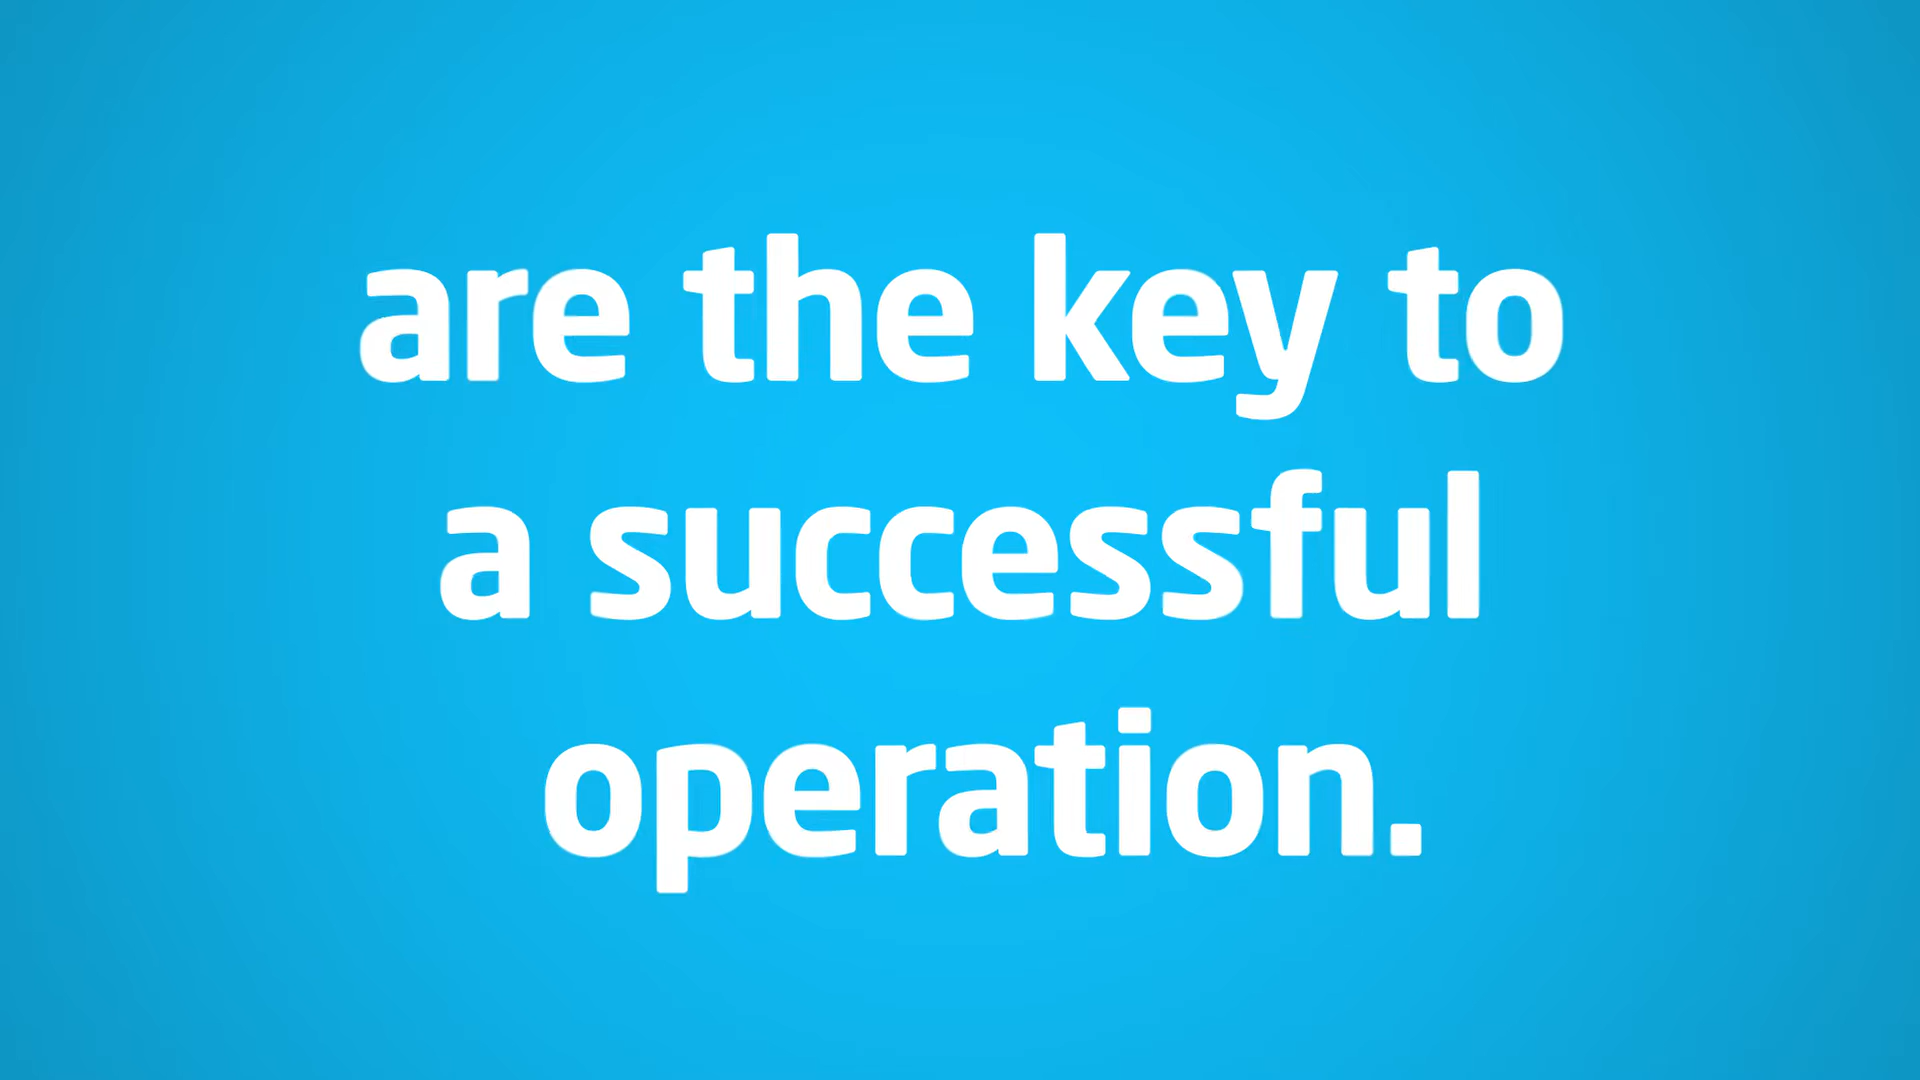 are the key to
a successful
operation.